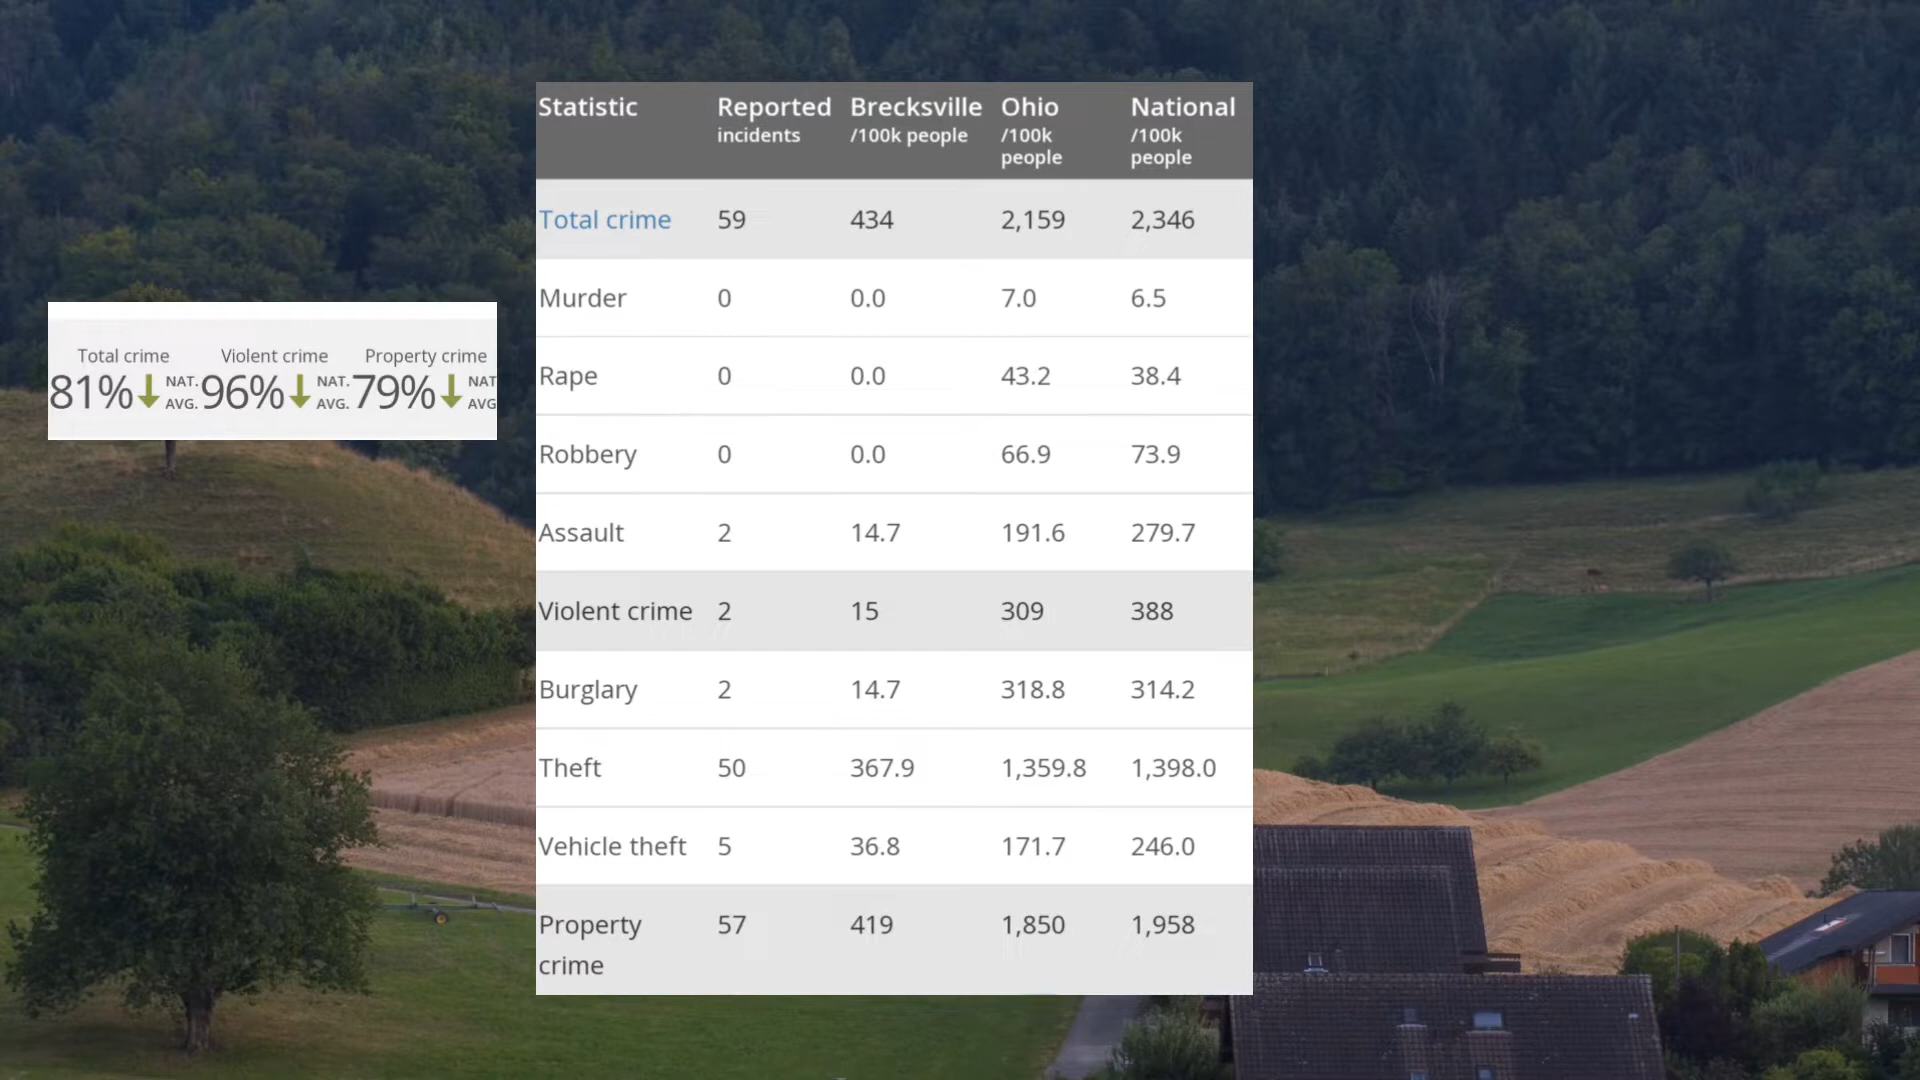 Total crime Violent crime Property crime
81% NAT. AVG. 96% NAT. AVG. 79% NAT AVG
Statistic Reported Brecksville Ohio National
incidents /100k people /100k people /100k people
Total crime 59 434 2,159 2,346
Murder 0 0.0 7.0 6.5
Rape 0 0.0 43.2 38.4
Robbery 0 0.0 66.9 73.9
Assault 2 14.7 191.6 279.7
Violent crime 2 15 309 388
Burglary 2 14.7 318.8 314.2
Theft 50 367.9 1,359.8 1,398.0
Vehicle theft 5 36.8 171.7 246.0
Property 57 419 1,850 1,958
crime